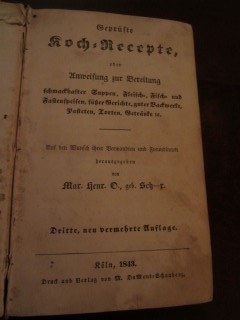 Geprüfte
Koch-Recepte,
oder
Anweisung zur Bereitung
schmackhafter Suppen, Fleisch-, Fisch- und
Fastenspeisen, süßer Gerichte, guter Backwerke,
Pasteten, Torten, Getränke ꝛc.
Auf den Wunsch ihrer Verwandten und Freundinnen
herausgegeben
von
Mar. Henr. O., geb. Sch—z.
Dritte, neu vermehrte Auflage.
Köln, 1843.
Druck und Verlag von M. DuMont-Schauberg.